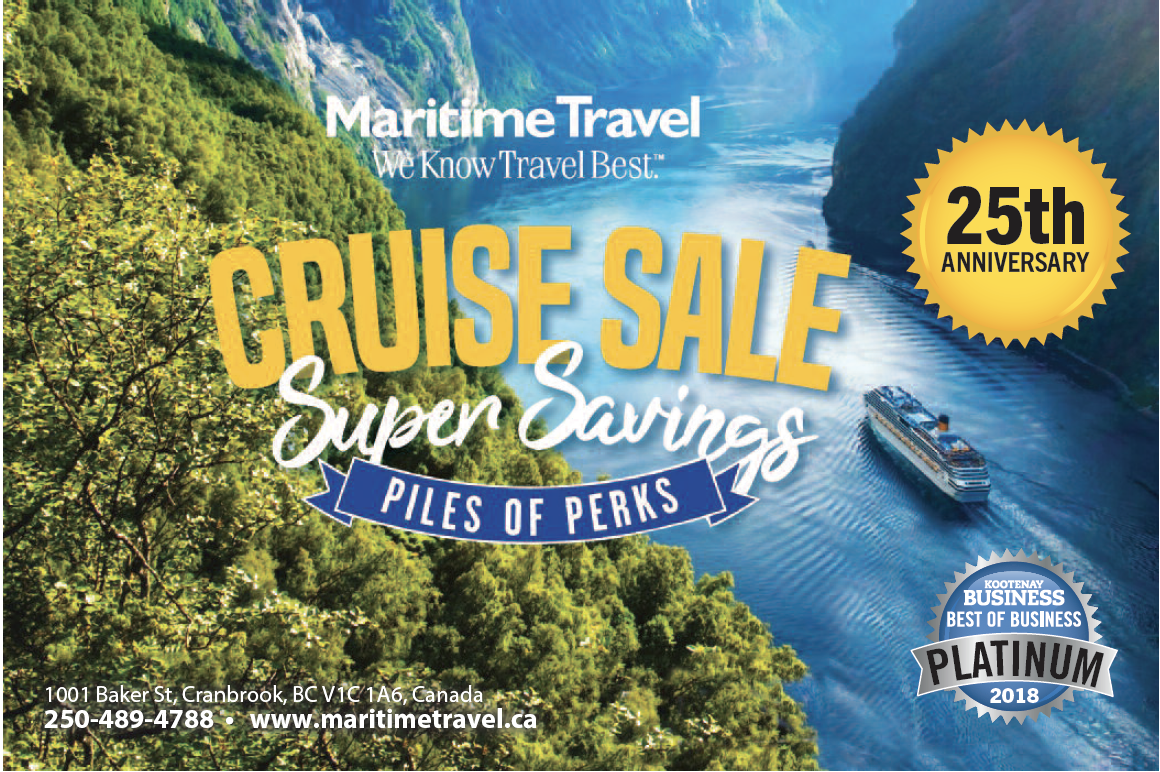 Maritime Travel
We Know Travel Best.™
25th
ANNIVERSARY
CRUISE SALE
Super Savings
PILES OF PERKS
KOOTENAY
BUSINESS
BEST OF BUSINESS
PLATINUM
2018
1001 Baker St, Cranbrook, BC V1C 1A6, Canada
250-489-4788 • www.maritimetravel.ca